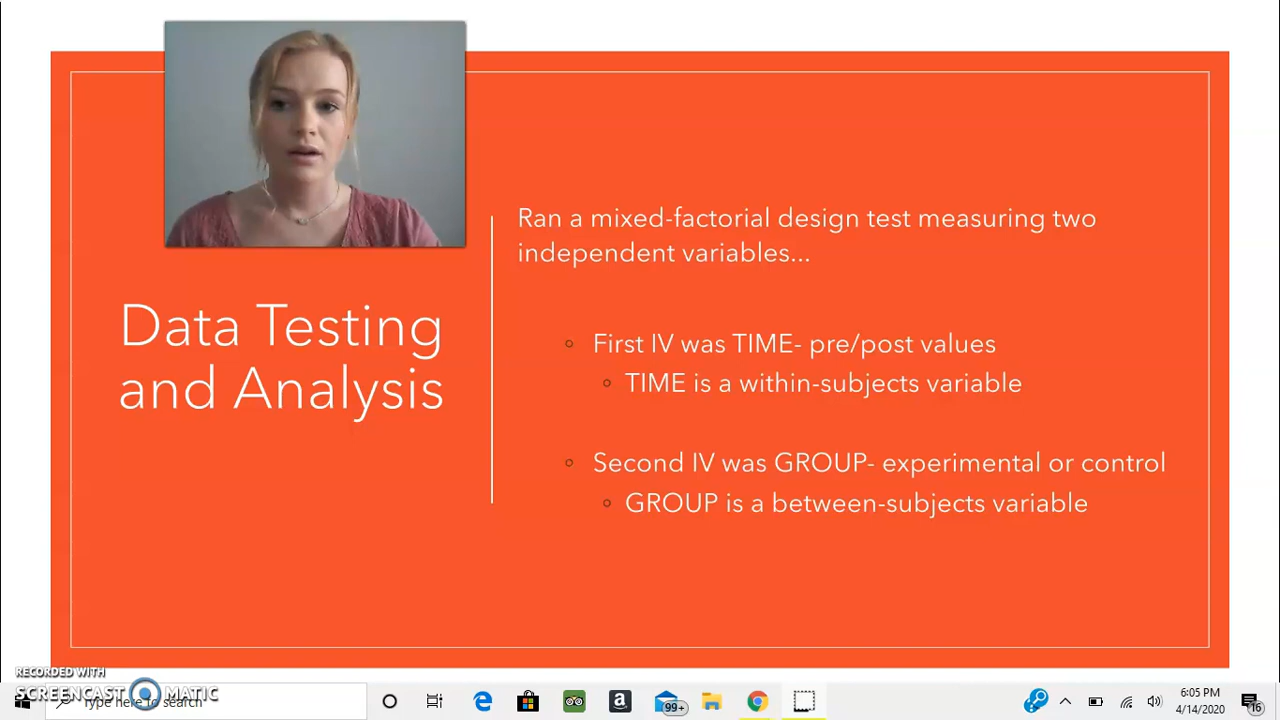 Data Testing
and Analysis
Ran a mixed-factorial design test measuring two
independent variables...
First IV was TIME- pre/post values
TIME is a within-subjects variable
Second IV was GROUP- experimental or control
GROUP is a between-subjects variable
RECORDED WITH
SCREENCAST MATIC
Type here to search
99+
6:05 PM
4/14/2020
16